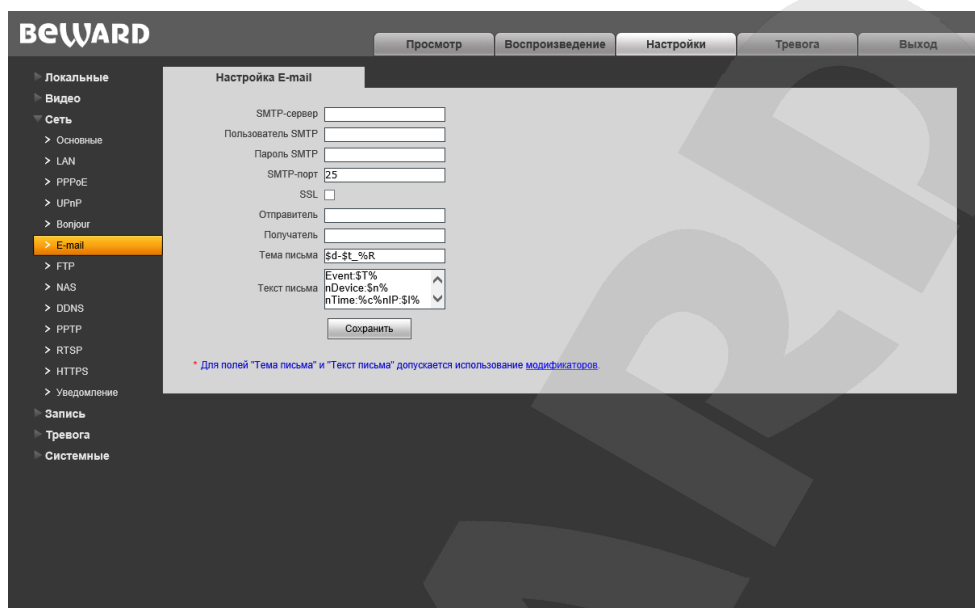 BEWARD
Просмотр
Воспроизведение
Настройки
Тревога
Выход
Локальные
Видео
Сеть
Основные
LAN
PPPoE
UPnP
Bonjour
E-mail
FTP
NAS
DDNS
PPTP
RTSP
HTTPS
Уведомление
Запись
Тревога
Системные
Настройка E-mail
SMTP-сервер
Пользователь SMTP
Пароль SMTP
SMTP-порт 25
SSL
Отправитель
Получатель
Тема письма $d-$t_%R
Текст письма Event:$T%
nDevice:$n%
nTime:%c%nIP:$I%
Сохранить
* Для полей "Тема письма" и "Текст письма" допускается использование модификаторов.